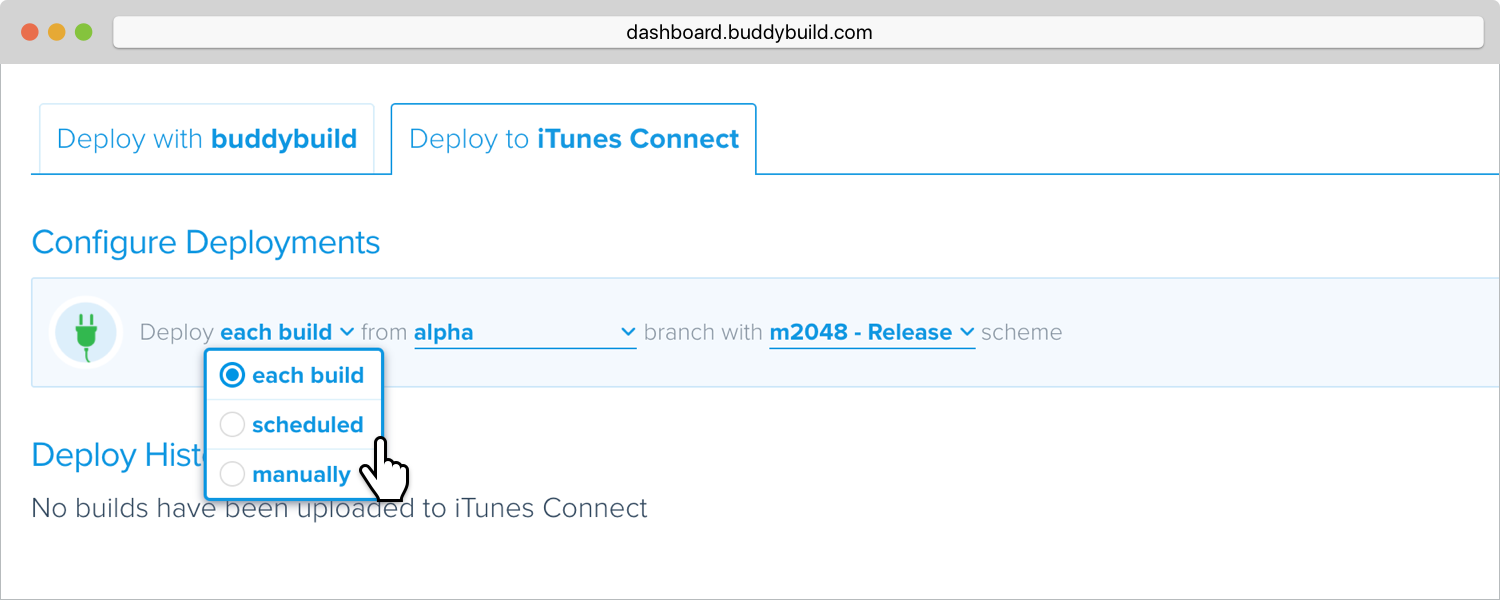 dashboard.buddybuild.com
Deploy with buddybuild
Deploy to iTunes Connect
Configure Deployments
Deploy each build from alpha branch with m2048 - Release scheme
each build
scheduled
manually
Deploy Hist
No builds have been uploaded to iTunes Connect